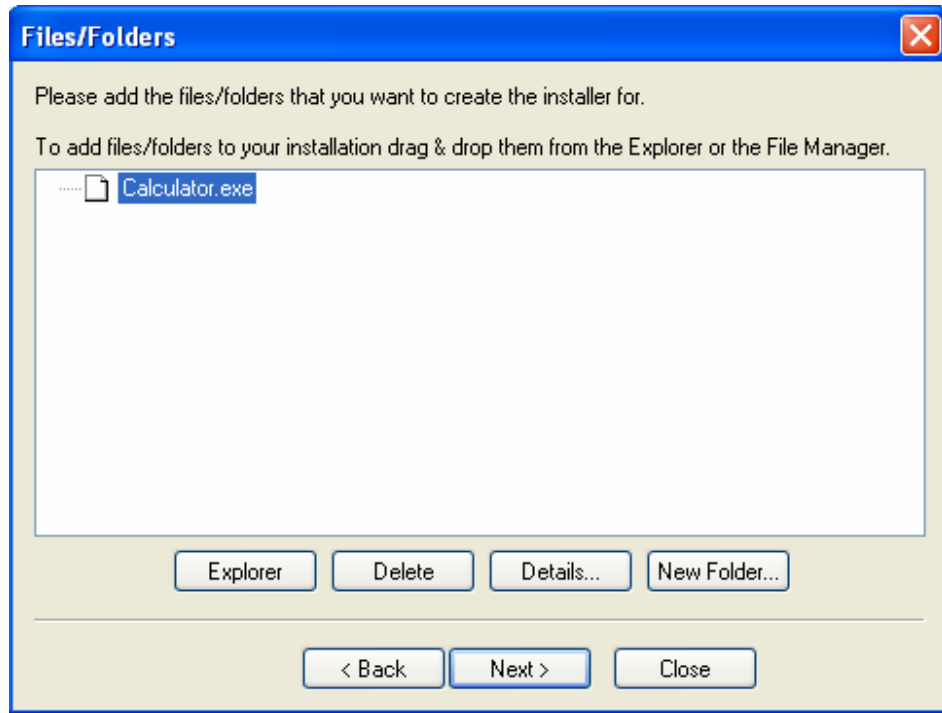 Files/Folders
Please add the files/folders that you want to create the installer for.
To add files/folders to your installation drag & drop them from the Explorer or the File Manager.
Calculator.exe
Explorer Delete Details... New Folder...
< Back Next > Close